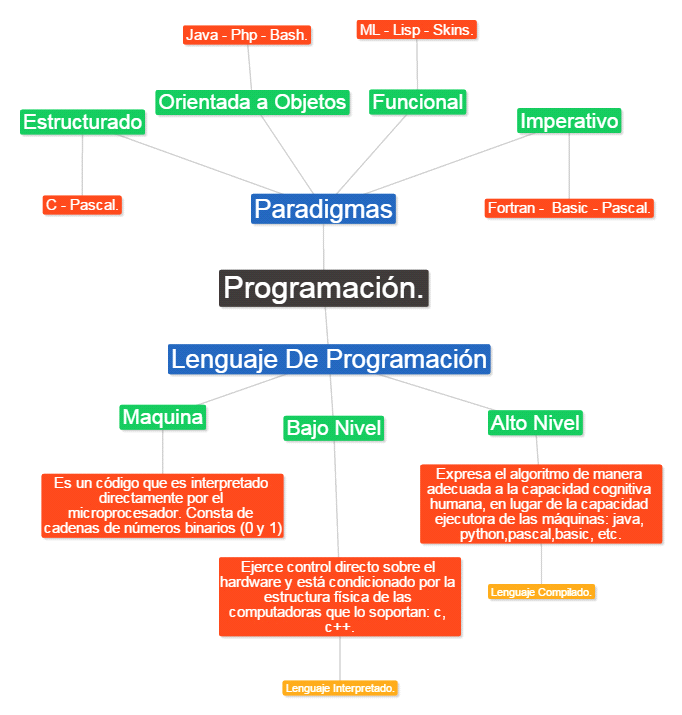 Java - Php - Bash.
ML - Lisp - Skins.
Orientada a Objetos
Funcional
Estructurado
Imperativo
C - Pascal.
Paradigmas
Fortran -  Basic - Pascal.
Programación.
Lenguaje De Programación
Maquina
Bajo Nivel
Alto Nivel
Es un código que es interpretado
directamente por el
microprocesador. Consta de
cadenas de números binarios (0 y 1)
Expresa el algoritmo de manera
adecuada a la capacidad cognitiva
humana, en lugar de la capacidad
ejecutora de las máquinas: java,
python,pascal,basic, etc.
Ejerce control directo sobre el
hardware y está condicionado por la
estructura física de las
computadoras que lo soportan: c,
c++.
Lenguaje Compilado.
Lenguaje Interpretado.